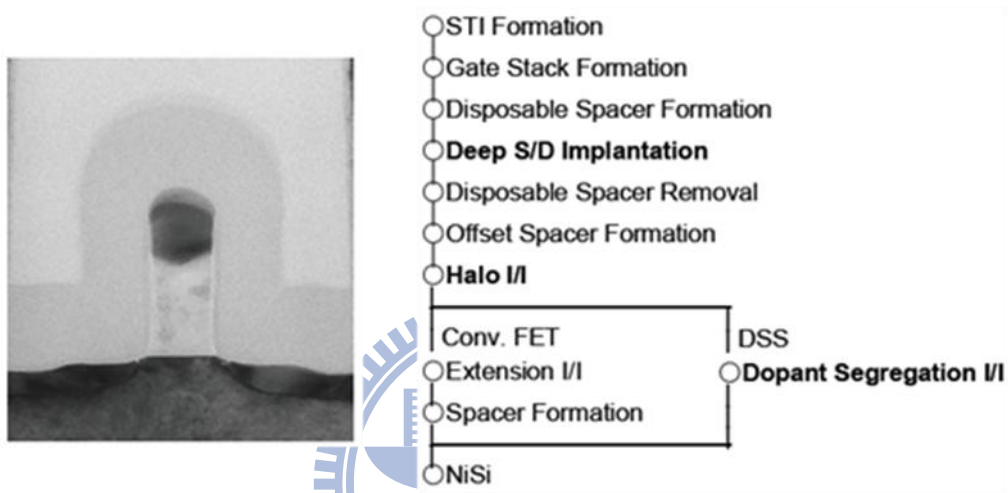 STI Formation
Gate Stack Formation
Disposable Spacer Formation
Deep S/D Implantation
Disposable Spacer Removal
Offset Spacer Formation
Halo I/I
Conv. FET
DSS
Extension I/I
Dopant Segregation I/I
Spacer Formation
NiSi